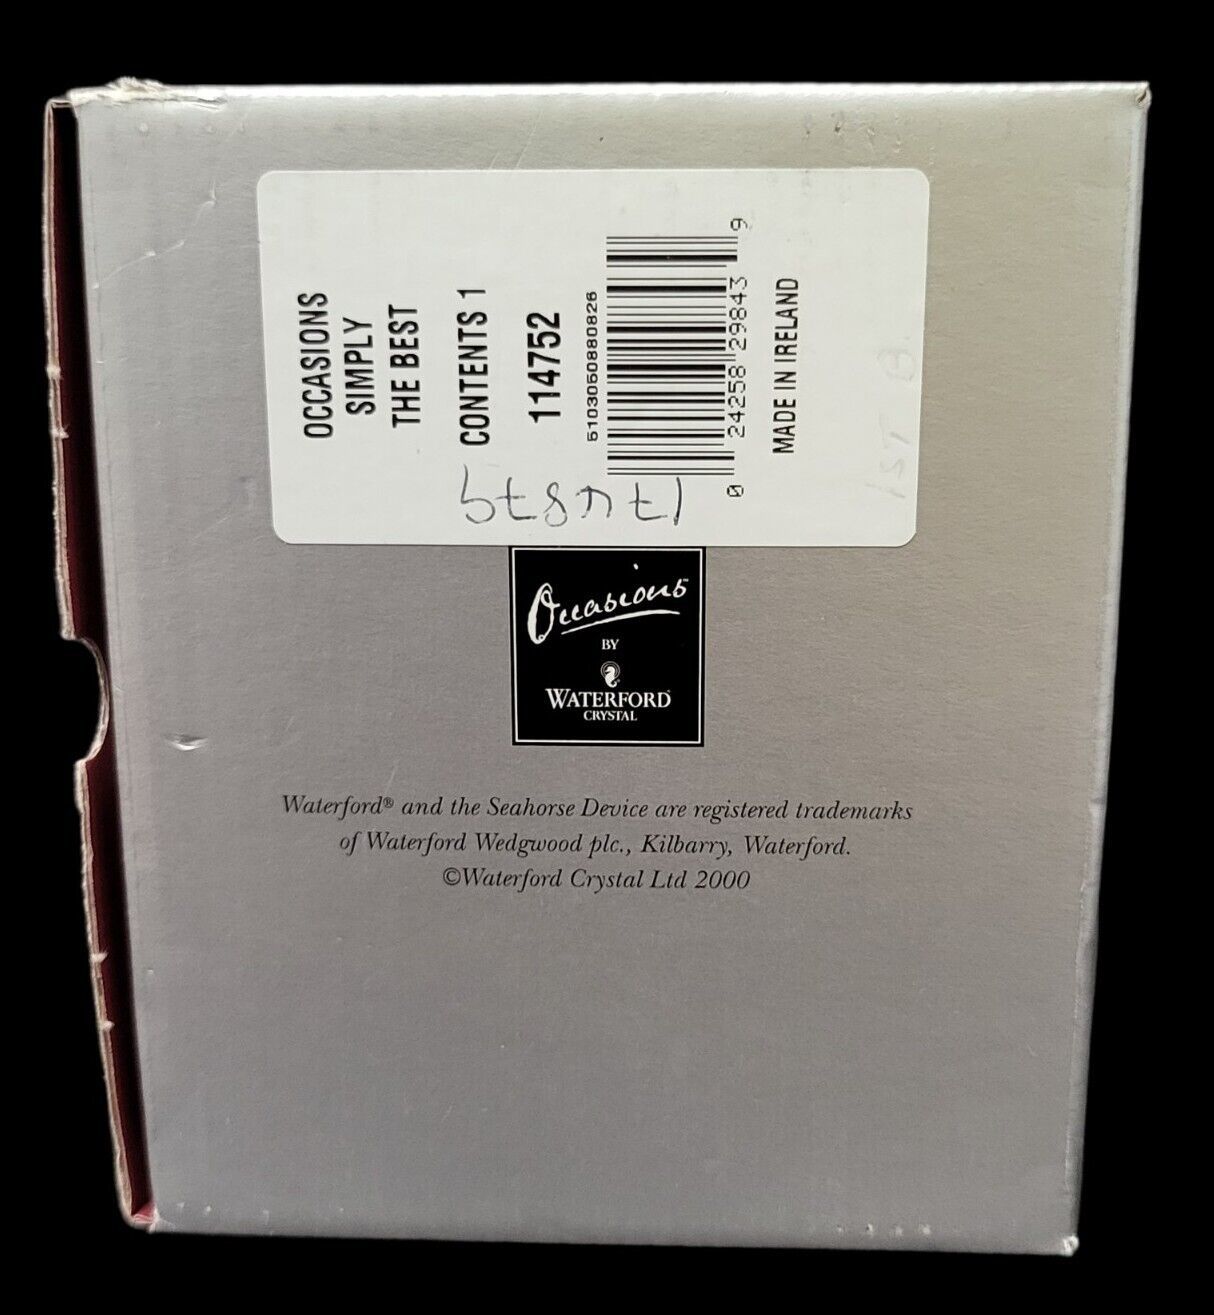 OCCASIONS
SIMPLY
THE BEST
CONTENTS 1
114752
5103050880826
0 24258 29843 9
MADE IN IRELAND
Occasions™
BY
WATERFORD
CRYSTAL
Waterford® and the Seahorse Device are registered trademarks
of Waterford Wedgwood plc., Kilbarry, Waterford.
©Waterford Crystal Ltd 2000